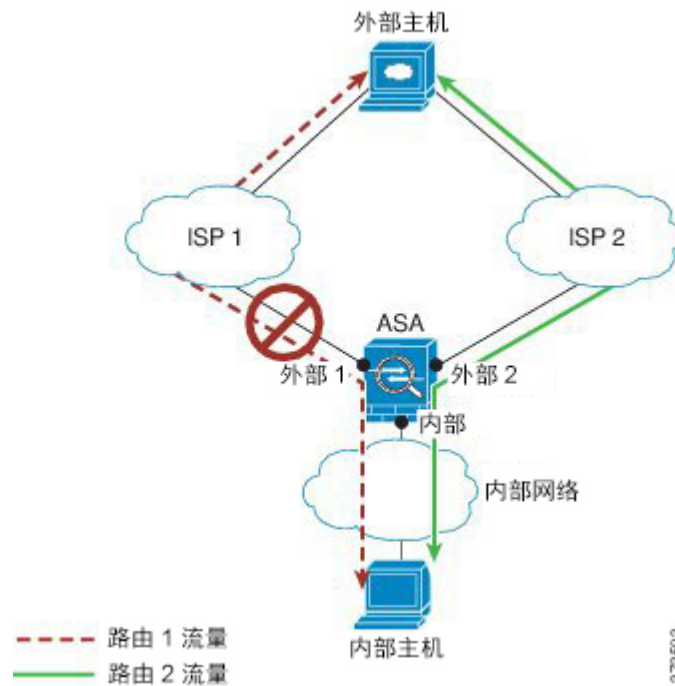 外部主机
ISP 1
ISP 2
ASA
外部 1
外部 2
内部
内部网络
内部主机
路由 1 流量
路由 2 流量